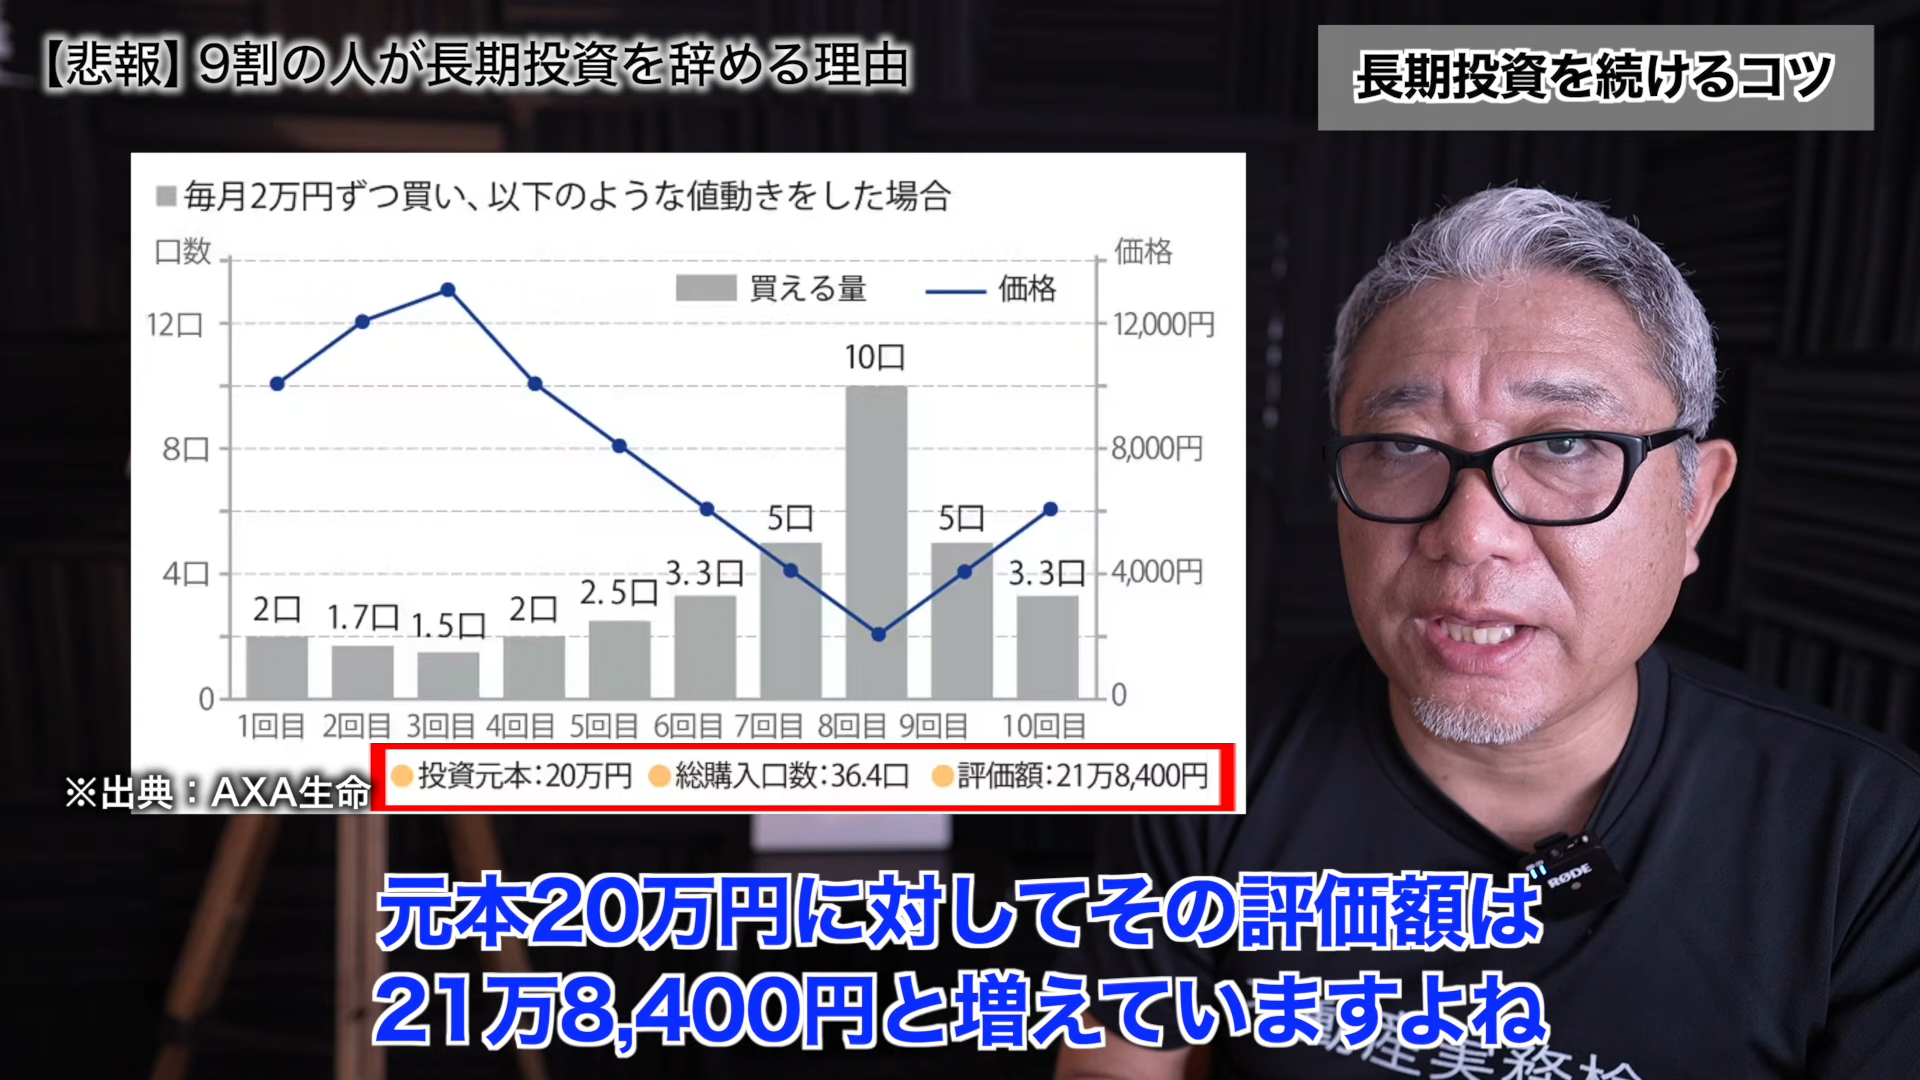 【悲報】9割の人が長期投資を辞める理由
長期投資を続けるコツ
毎月2万円ずつ買い、以下のような値動きをした場合
口数
価格
買える量
価格
12口
8口
4口
0
12,000円
8,000円
4,000円
0
2口
1.7口
1.5口
2口
2.5口
3.3口
5口
10口
5口
3.3口
1回目 2回目 3回目 4回目 5回目 6回目 7回目 8回目 9回目 10回目
投資元本：20万円 総購入口数：36.4口 評価額：21万8,400円
※出典：AXA生命
RØDE
元本20万円に対してその評価額は
21万8,400円と増えていますよね
動産実務検